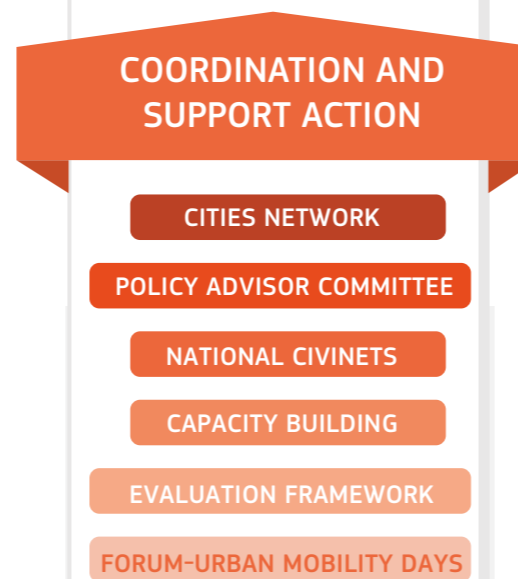 COORDINATION AND
SUPPORT ACTION
CITIES NETWORK
POLICY ADVISOR COMMITTEE
NATIONAL CIVINETS
CAPACITY BUILDING
EVALUATION FRAMEWORK
FORUM-URBAN MOBILITY DAYS